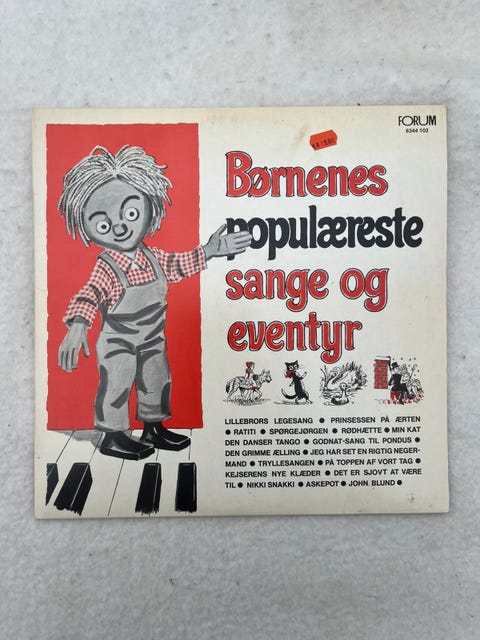 FORUM
6344 102
Børnenes
populæreste
sange og
eventyr
LILLEBRORS LEGESANG ● PRINSESSEN PÅ ÆRTEN
● RATITI ● SPØRGEJØRGEN ● RØDHÆTTE ● MIN KAT
DEN DANSER TANGO ● GODNAT-SANG TIL PONDUS ●
DEN GRIMME ÆLLING ● JEG HAR SET EN RIGTIG NEGER-
MAND ● TRYLLESANGEN ● PÅ TOPPEN AF VORT TAG ●
KEJSERENS NYE KLÆDER ● DET ER SJOVT AT VÆRE
TIL ● NIKKI SNAKKI ● ASKEPOT ● JOHN BLUND ●